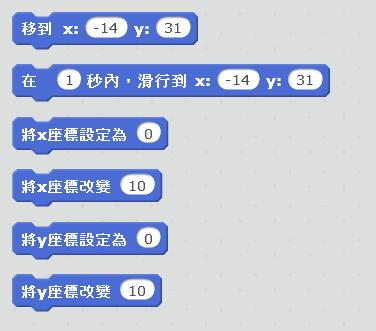 移到 x: -14 y: 31
在 1 秒內，滑行到 x: -14 y: 31
將x座標設定為 0
將x座標改變 10
將y座標設定為 0
將y座標改變 10